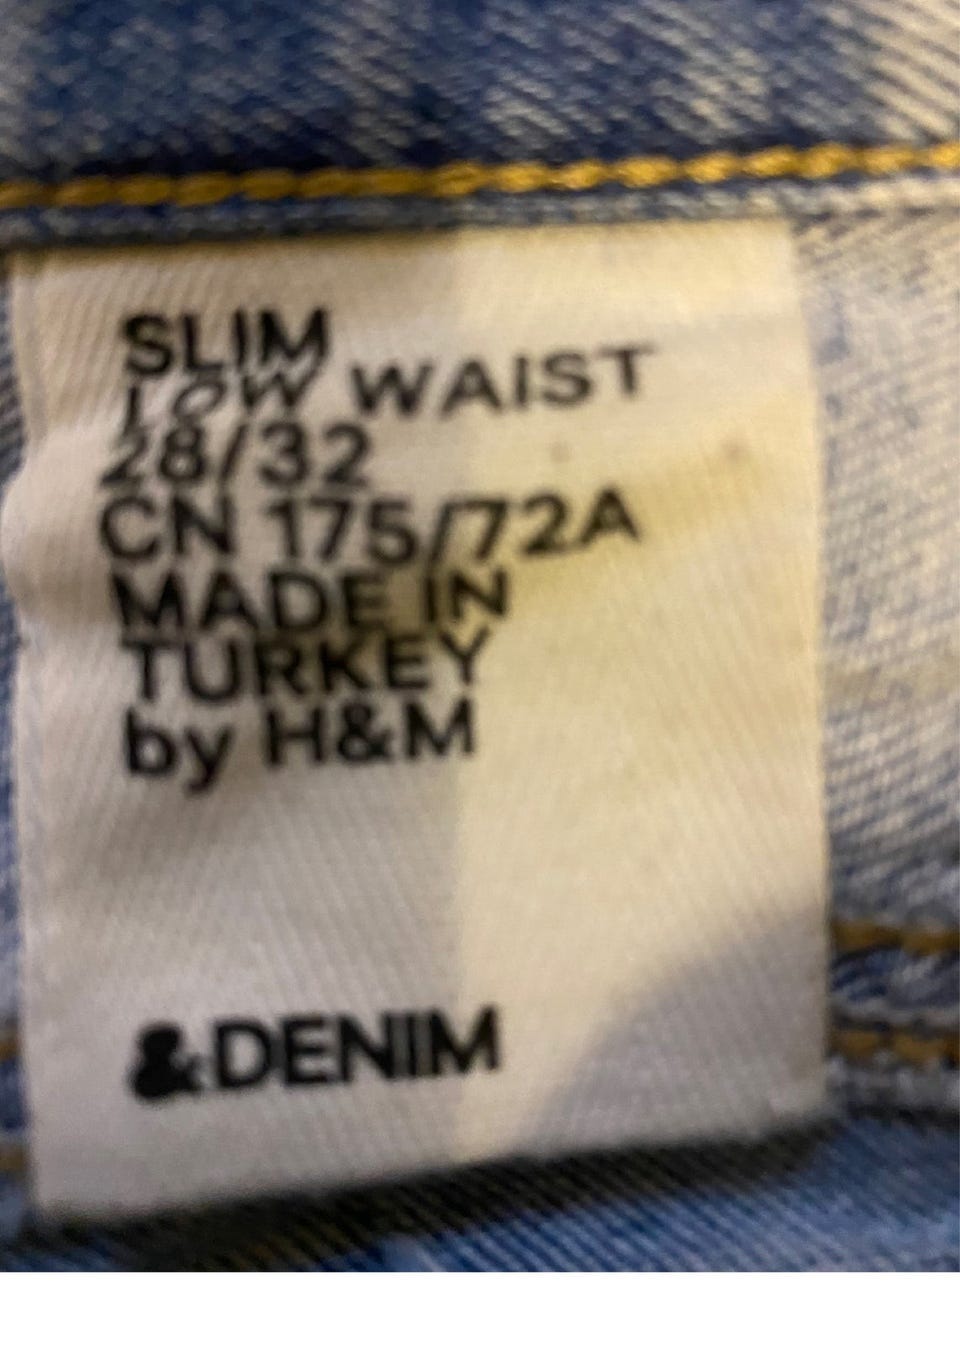 SLIM
LOW WAIST
28/32
CN 175/72A
MADE IN
TURKEY
by H&M
&DENIM